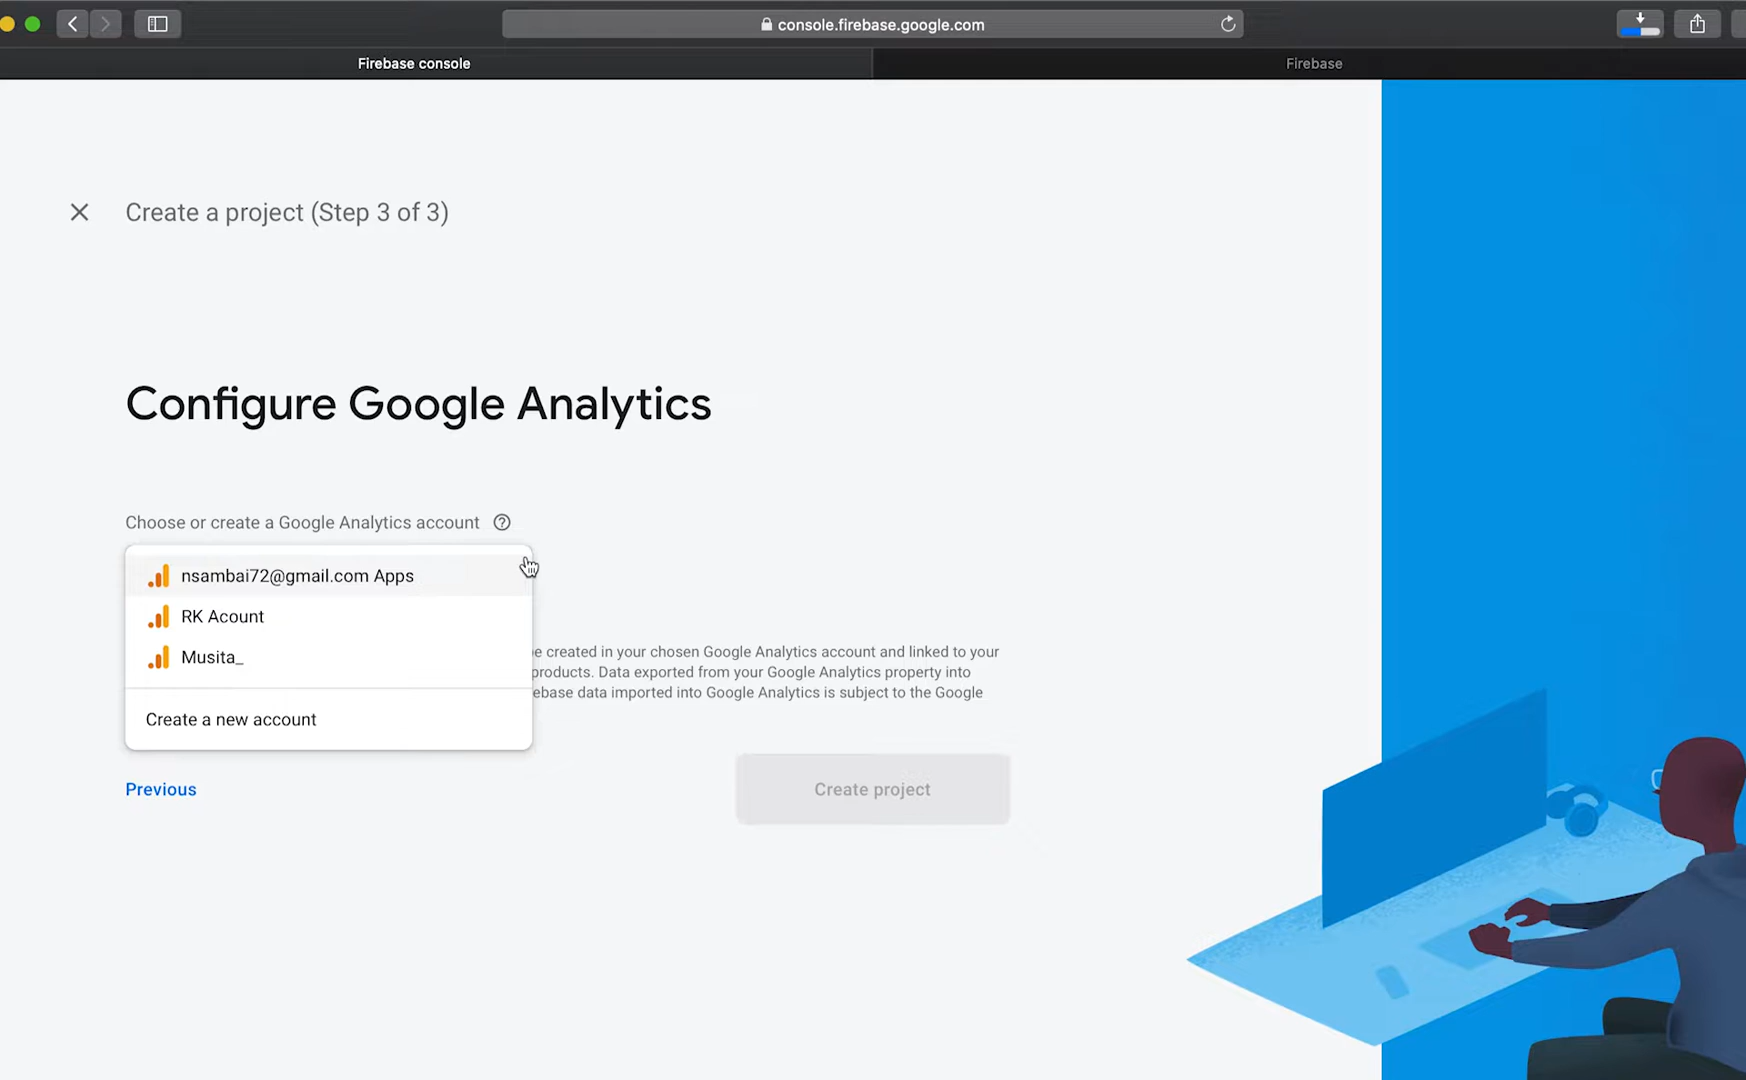 console.firebase.google.com
Firebase console
Firebase
Create a project (Step 3 of 3)
Configure Google Analytics
Choose or create a Google Analytics account
nsambai72@gmail.com Apps
RK Acount
Musita_
Create a new account
e created in your chosen Google Analytics account and linked to your
products. Data exported from your Google Analytics property into
ebase data imported into Google Analytics is subject to the Google
Previous
Create project